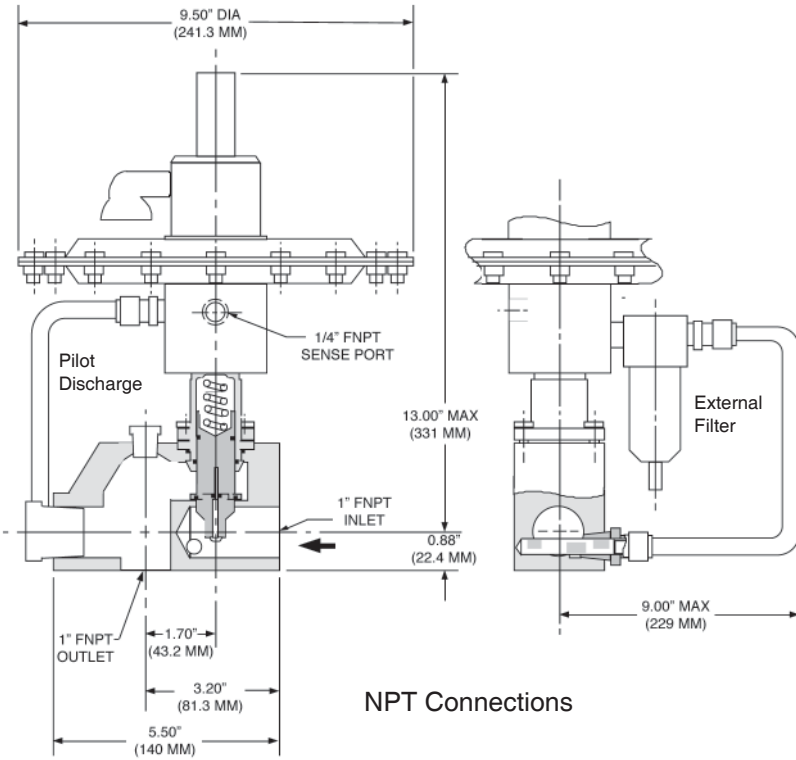 9.50" DIA
(241.3 MM)
1/4" FNPT
SENSE PORT
Pilot
Discharge
13.00" MAX
(331 MM)
External
Filter
1" FNPT
INLET
0.88"
(22.4 MM)
9.00" MAX
(229 MM)
1" FNPT
OUTLET
1.70"
(43.2 MM)
3.20"
(81.3 MM)
NPT Connections
5.50"
(140 MM)